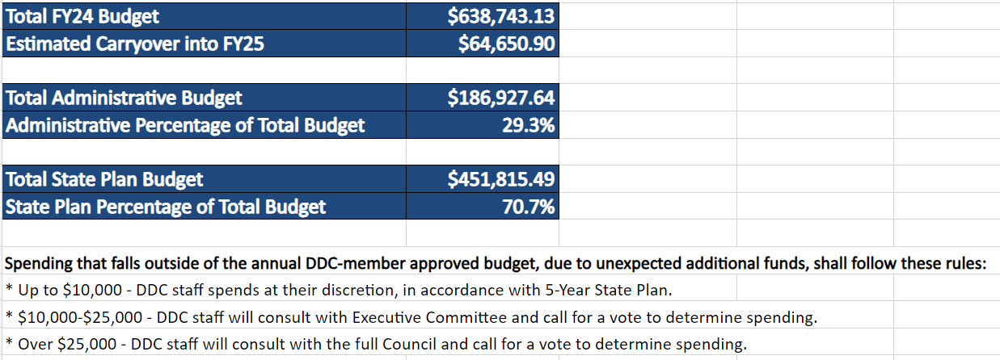 Total FY24 Budget $638,743.13
Estimated Carryover into FY25 $64,650.90
Total Administrative Budget $186,927.64
Administrative Percentage of Total Budget 29.3%
Total State Plan Budget $451,815.49
State Plan Percentage of Total Budget 70.7%
Spending that falls outside of the annual DDC-member approved budget, due to unexpected additional funds, shall follow these rules:
* Up to $10,000 - DDC staff spends at their discretion, in accordance with 5-Year State Plan.
* $10,000-$25,000 - DDC staff will consult with Executive Committee and call for a vote to determine spending.
* Over $25,000 - DDC staff will consult with the full Council and call for a vote to determine spending.